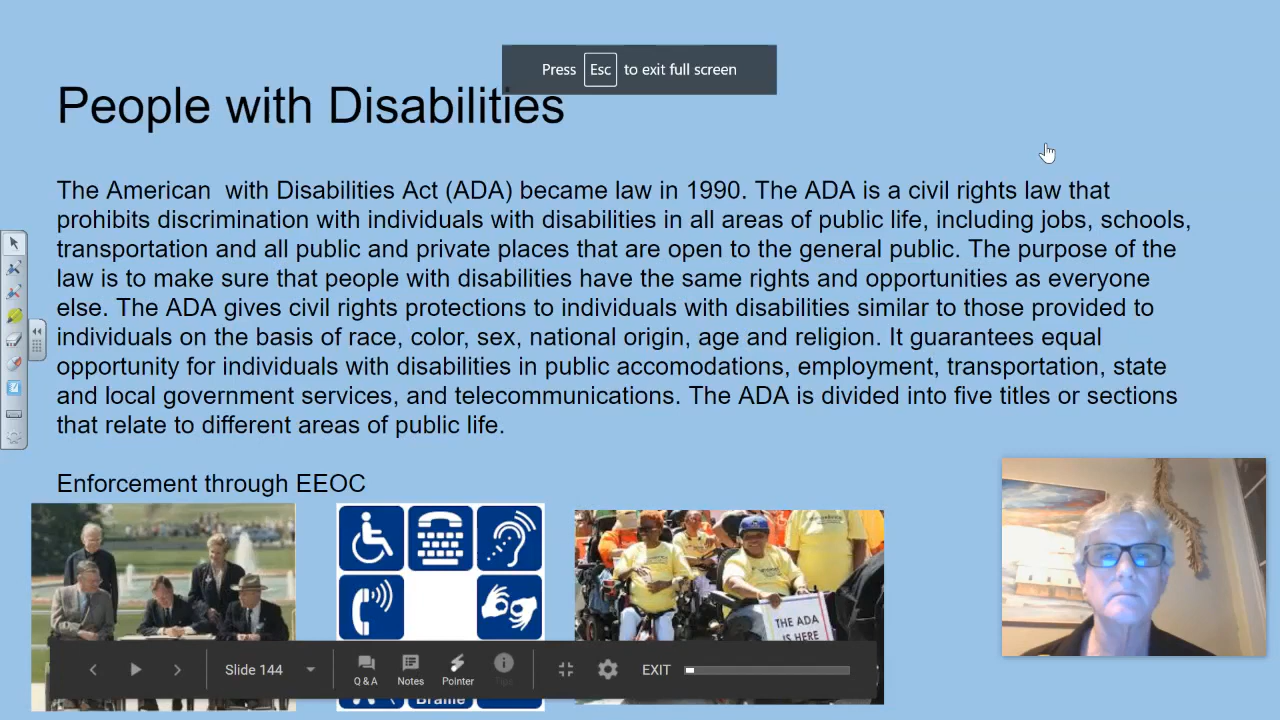 Press Esc to exit full screen
People with Disabilities
The American  with Disabilities Act (ADA) became law in 1990. The ADA is a civil rights law that
prohibits discrimination with individuals with disabilities in all areas of public life, including jobs, schools,
transportation and all public and private places that are open to the general public. The purpose of the
law is to make sure that people with disabilities have the same rights and opportunities as everyone
else. The ADA gives civil rights protections to individuals with disabilities similar to those provided to
individuals on the basis of race, color, sex, national origin, age and religion. It guarantees equal
opportunity for individuals with disabilities in public accomodations, employment, transportation, state
and local government services, and telecommunications. The ADA is divided into five titles or sections
that relate to different areas of public life.
Enforcement through EEOC
THE ADA
IS HERE
Slide 144
Q & A
Notes
Pointer
Tips
EXIT
Braille